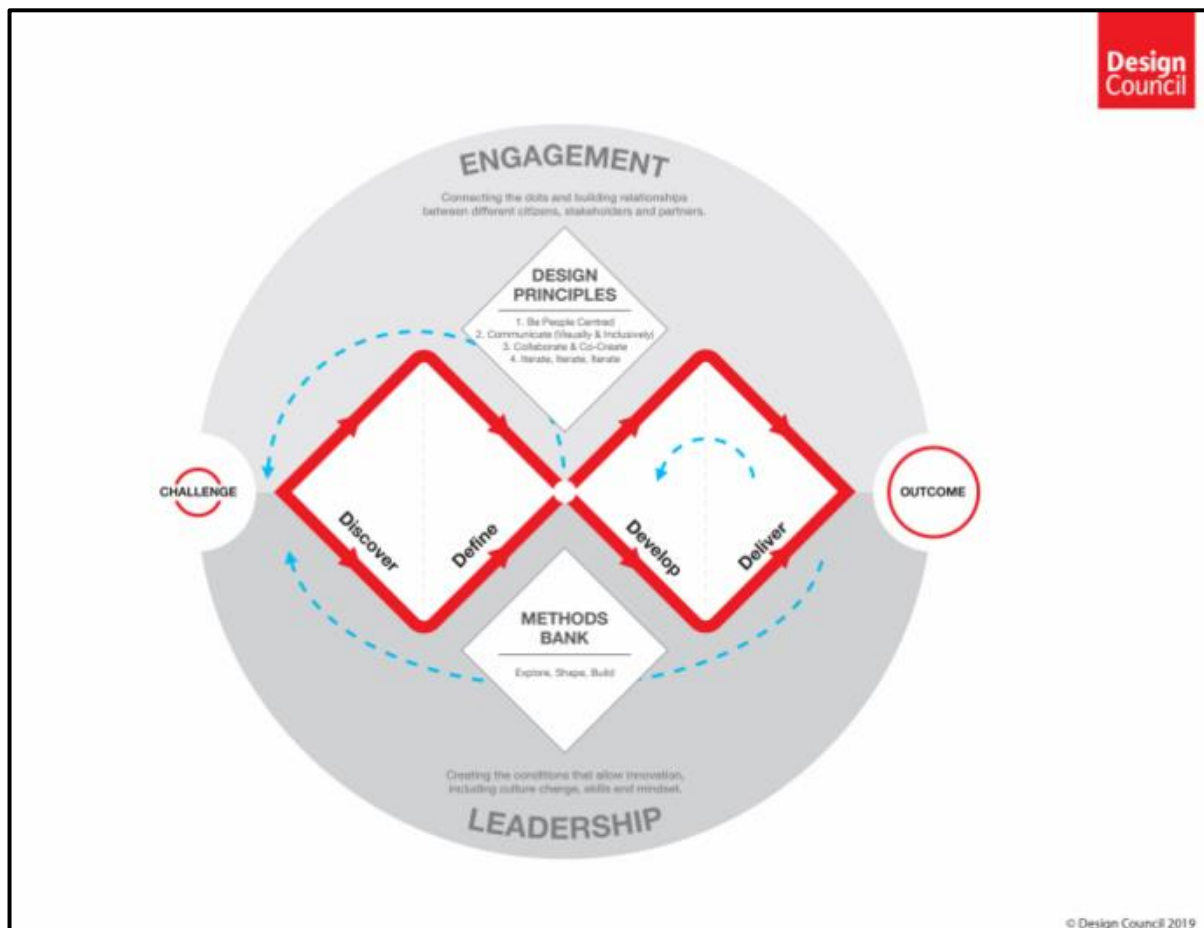 Design
Council
ENGAGEMENT
Connecting the dots and building relationships
between different citizens, stakeholders and partners.
DESIGN
PRINCIPLES
1. Be People Centred
2. Communicate (Visually & Inclusively)
3. Collaborate & Co-Create
4. Iterate, Iterate, Iterate
CHALLENGE
Discover
Define
Develop
Deliver
OUTCOME
METHODS
BANK
Explore, Shape, Build
Creating the conditions that allow innovation,
including culture change, skills and mindset.
LEADERSHIP
© Design Council 2019